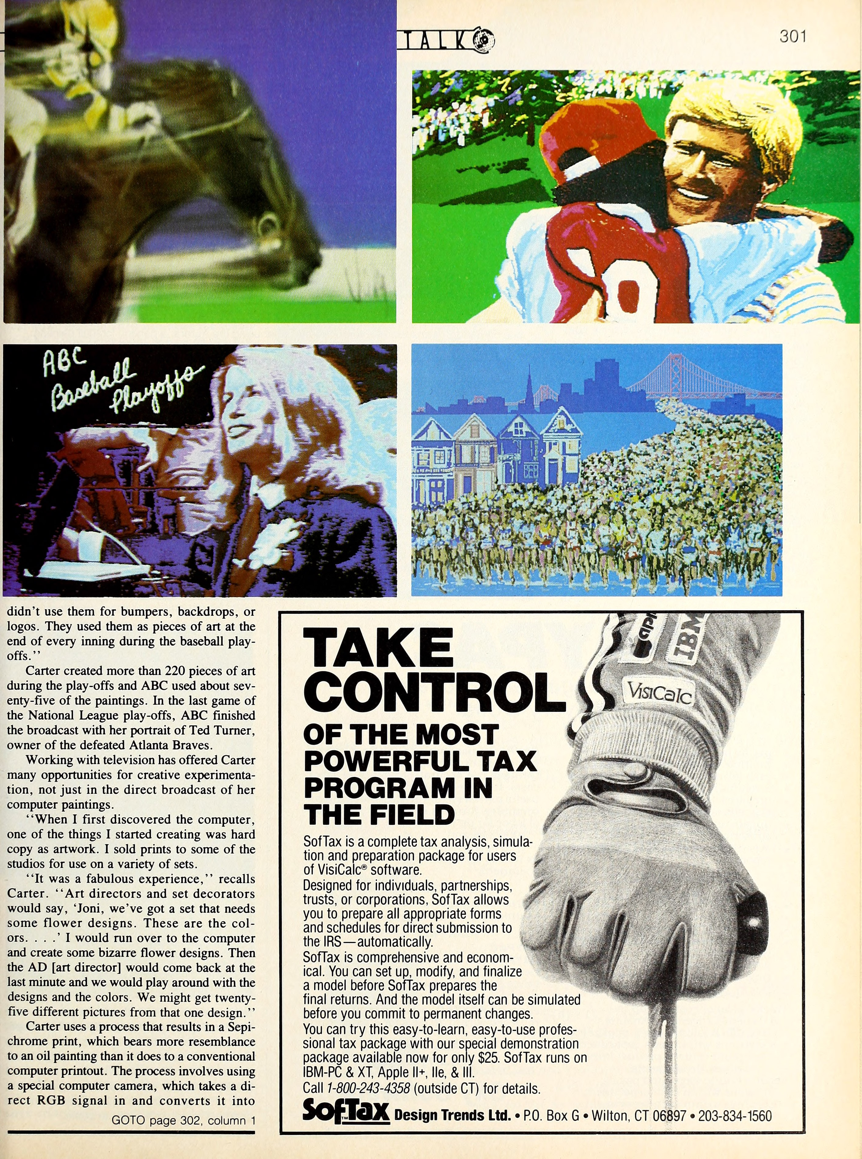 TALK
301
ABC
Baseball
Playoffs
didn't use them for bumpers, backdrops, or
logos. They used them as pieces of art at the
end of every inning during the baseball play-
offs.''
Carter created more than 220 pieces of art
during the play-offs and ABC used about sev-
enty-five of the paintings. In the last game of
the National League play-offs, ABC finished
the broadcast with her portrait of Ted Turner,
owner of the defeated Atlanta Braves.
Working with television has offered Carter
many opportunities for creative experimenta-
tion, not just in the direct broadcast of her
computer paintings.
''When I first discovered the computer,
one of the things I started creating was hard
copy as artwork. I sold prints to some of the
studios for use on a variety of sets.
''It was a fabulous experience,'' recalls
Carter. ''Art directors and set decorators
would say, 'Joni, we've got a set that needs
some flower designs. These are the col-
ors. . . .' I would run over to the computer
and create some bizarre flower designs. Then
the AD [art director] would come back at the
last minute and we would play around with the
designs and the colors. We might get twenty-
five different pictures from that one design.''
Carter uses a process that results in a Sepi-
chrome print, which bears more resemblance
to an oil painting than it does to a conventional
computer printout. The process involves using
a special computer camera, which takes a di-
rect RGB signal in and converts it into
GOTO page 302, column 1
TAKE
CONTROL
OF THE MOST
POWERFUL TAX
PROGRAM IN
THE FIELD
apple
IBM
VISICALC
SofTax is a complete tax analysis, simula-
tion and preparation package for users
of VisiCalc® software.
Designed for individuals, partnerships,
trusts, or corporations, SofTax allows
you to prepare all appropriate forms
and schedules for direct submission to
the IRS—automatically.
SofTax is comprehensive and econom-
ical. You can set up, modify, and finalize
a model before SofTax prepares the
final returns. And the model itself can be simulated
before you commit to permanent changes.
You can try this easy-to-learn, easy-to-use profes-
sional tax package with our special demonstration
package available now for only $25. SofTax runs on
IBM-PC & XT, Apple II+, IIe, & III.
Call 1-800-243-4358 (outside CT) for details.
SofTax™ Design Trends Ltd. • P.O. Box G • Wilton, CT 06897 • 203-834-1560